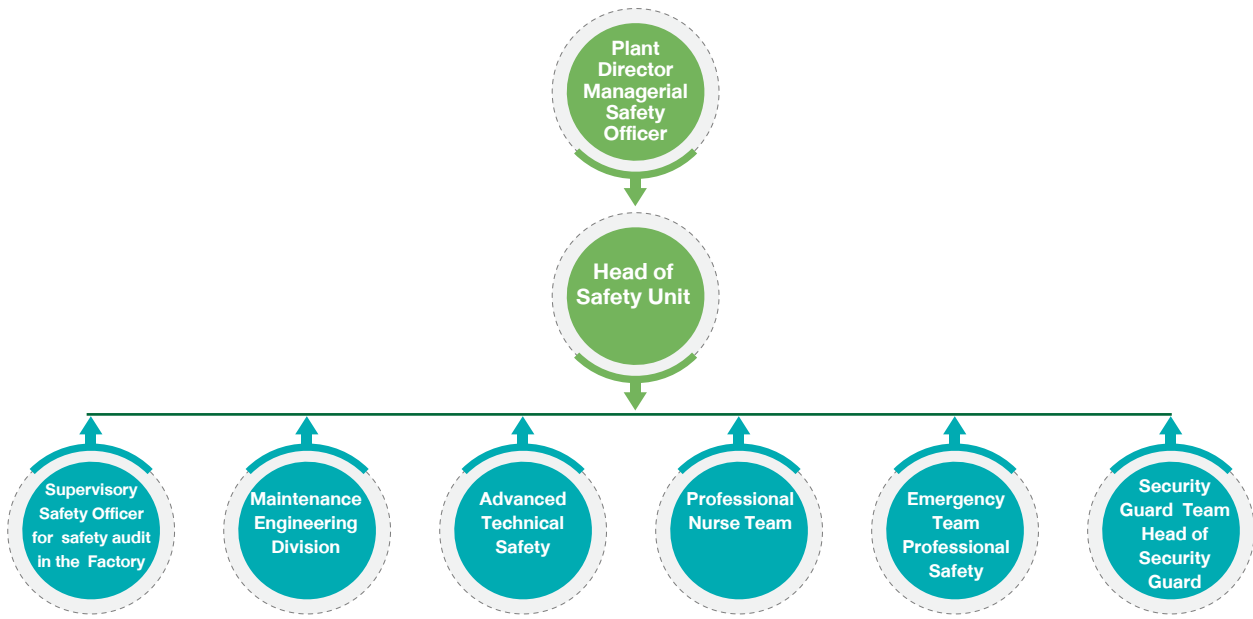 Plant
Director
Managerial
Safety
Officer
Head of
Safety Unit
Supervisory
Safety Officer
for safety audit
in the Factory
Maintenance
Engineering
Division
Advanced
Technical
Safety
Professional
Nurse Team
Emergency
Team
Professional
Safety
Security
Guard Team
Head of
Security
Guard